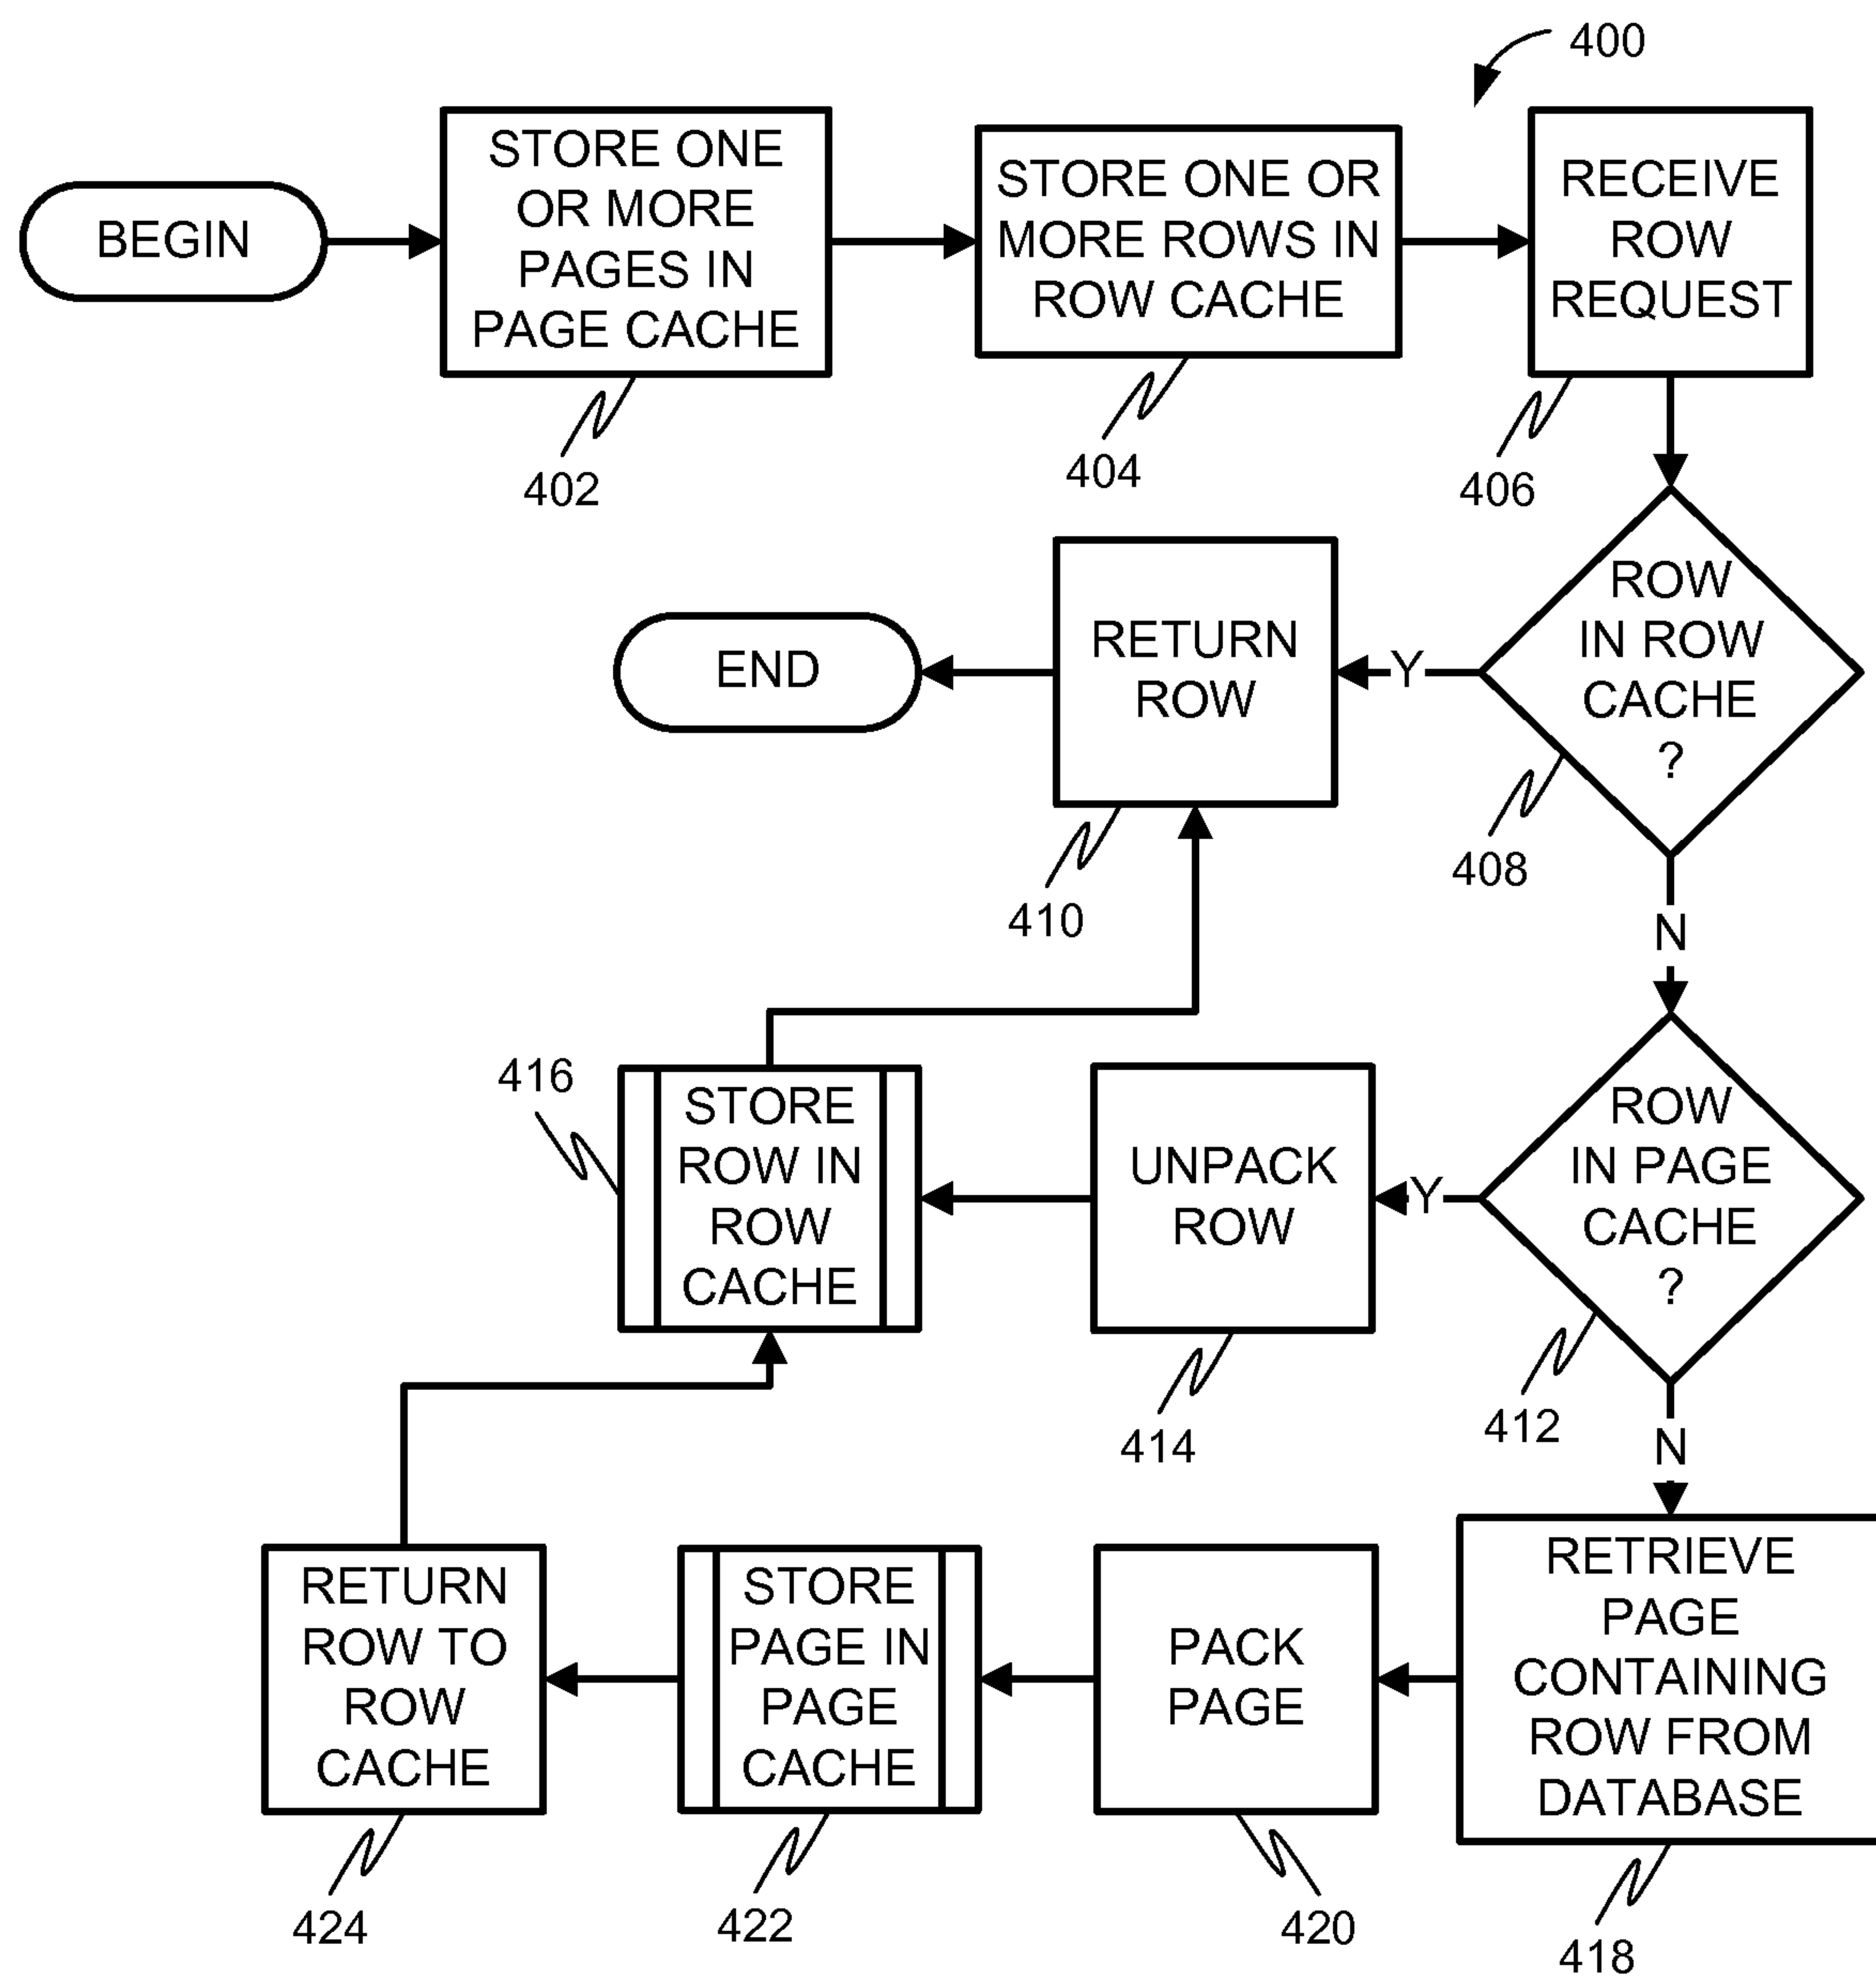 400
BEGIN
STORE ONE
OR MORE
PAGES IN
PAGE CACHE
402
STORE ONE OR
MORE ROWS IN
ROW CACHE
404
RECEIVE
ROW
REQUEST
406
ROW
IN ROW
CACHE
?
408
Y
RETURN
ROW
410
END
N
ROW
IN PAGE
CACHE
?
412
Y
UNPACK
ROW
414
STORE
ROW IN
ROW
CACHE
416
N
RETRIEVE
PAGE
CONTAINING
ROW FROM
DATABASE
418
PACK
PAGE
420
STORE
PAGE IN
PAGE
CACHE
422
RETURN
ROW TO
ROW
CACHE
424